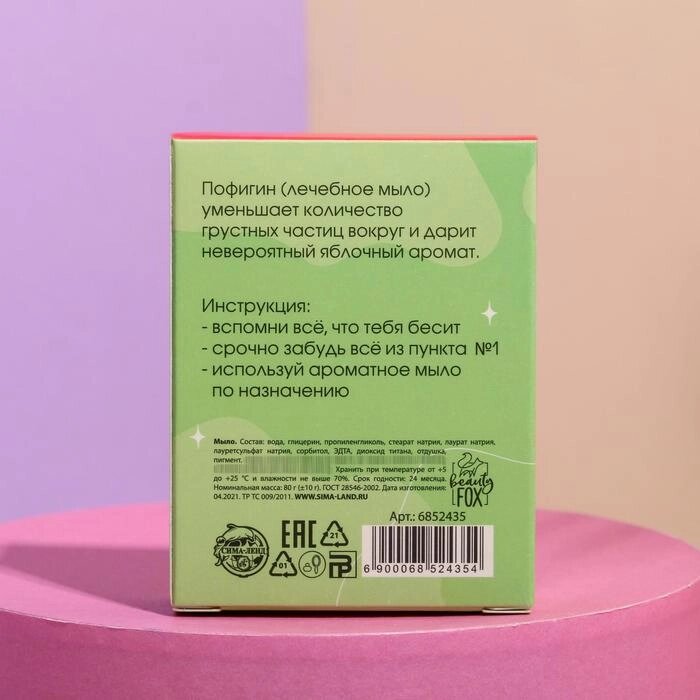 Пофигин (лечебное мыло)
уменьшает количество
грустных частиц вокруг и дарит
невероятный яблочный аромат.
Инструкция:
- вспомни всё, что тебя бесит
- срочно забудь всё из пункта №1
- используй ароматное мыло
по назначению
Мыло. Состав: вода, глицерин, пропиленгликоль, стеарат натрия, лаурат натрия,
лауретсульфат натрия, сорбитол, ЭДТА, диоксид титана, отдушка,
пигмент.
Хранить при температуре от +5
до +25 °С и влажности не выше 70%. Срок годности: 24 месяца.
Номинальная масса: 80 г (±10 г). ГОСТ 28546-2002. Дата изготовления:
04.2021. ТР ТС 009/2011. WWW.SIMA-LAND.RU
beauty
FOX
Арт.: 6852435
СИМА-ЛЕНД
EAC
21
01
6 900068 524354